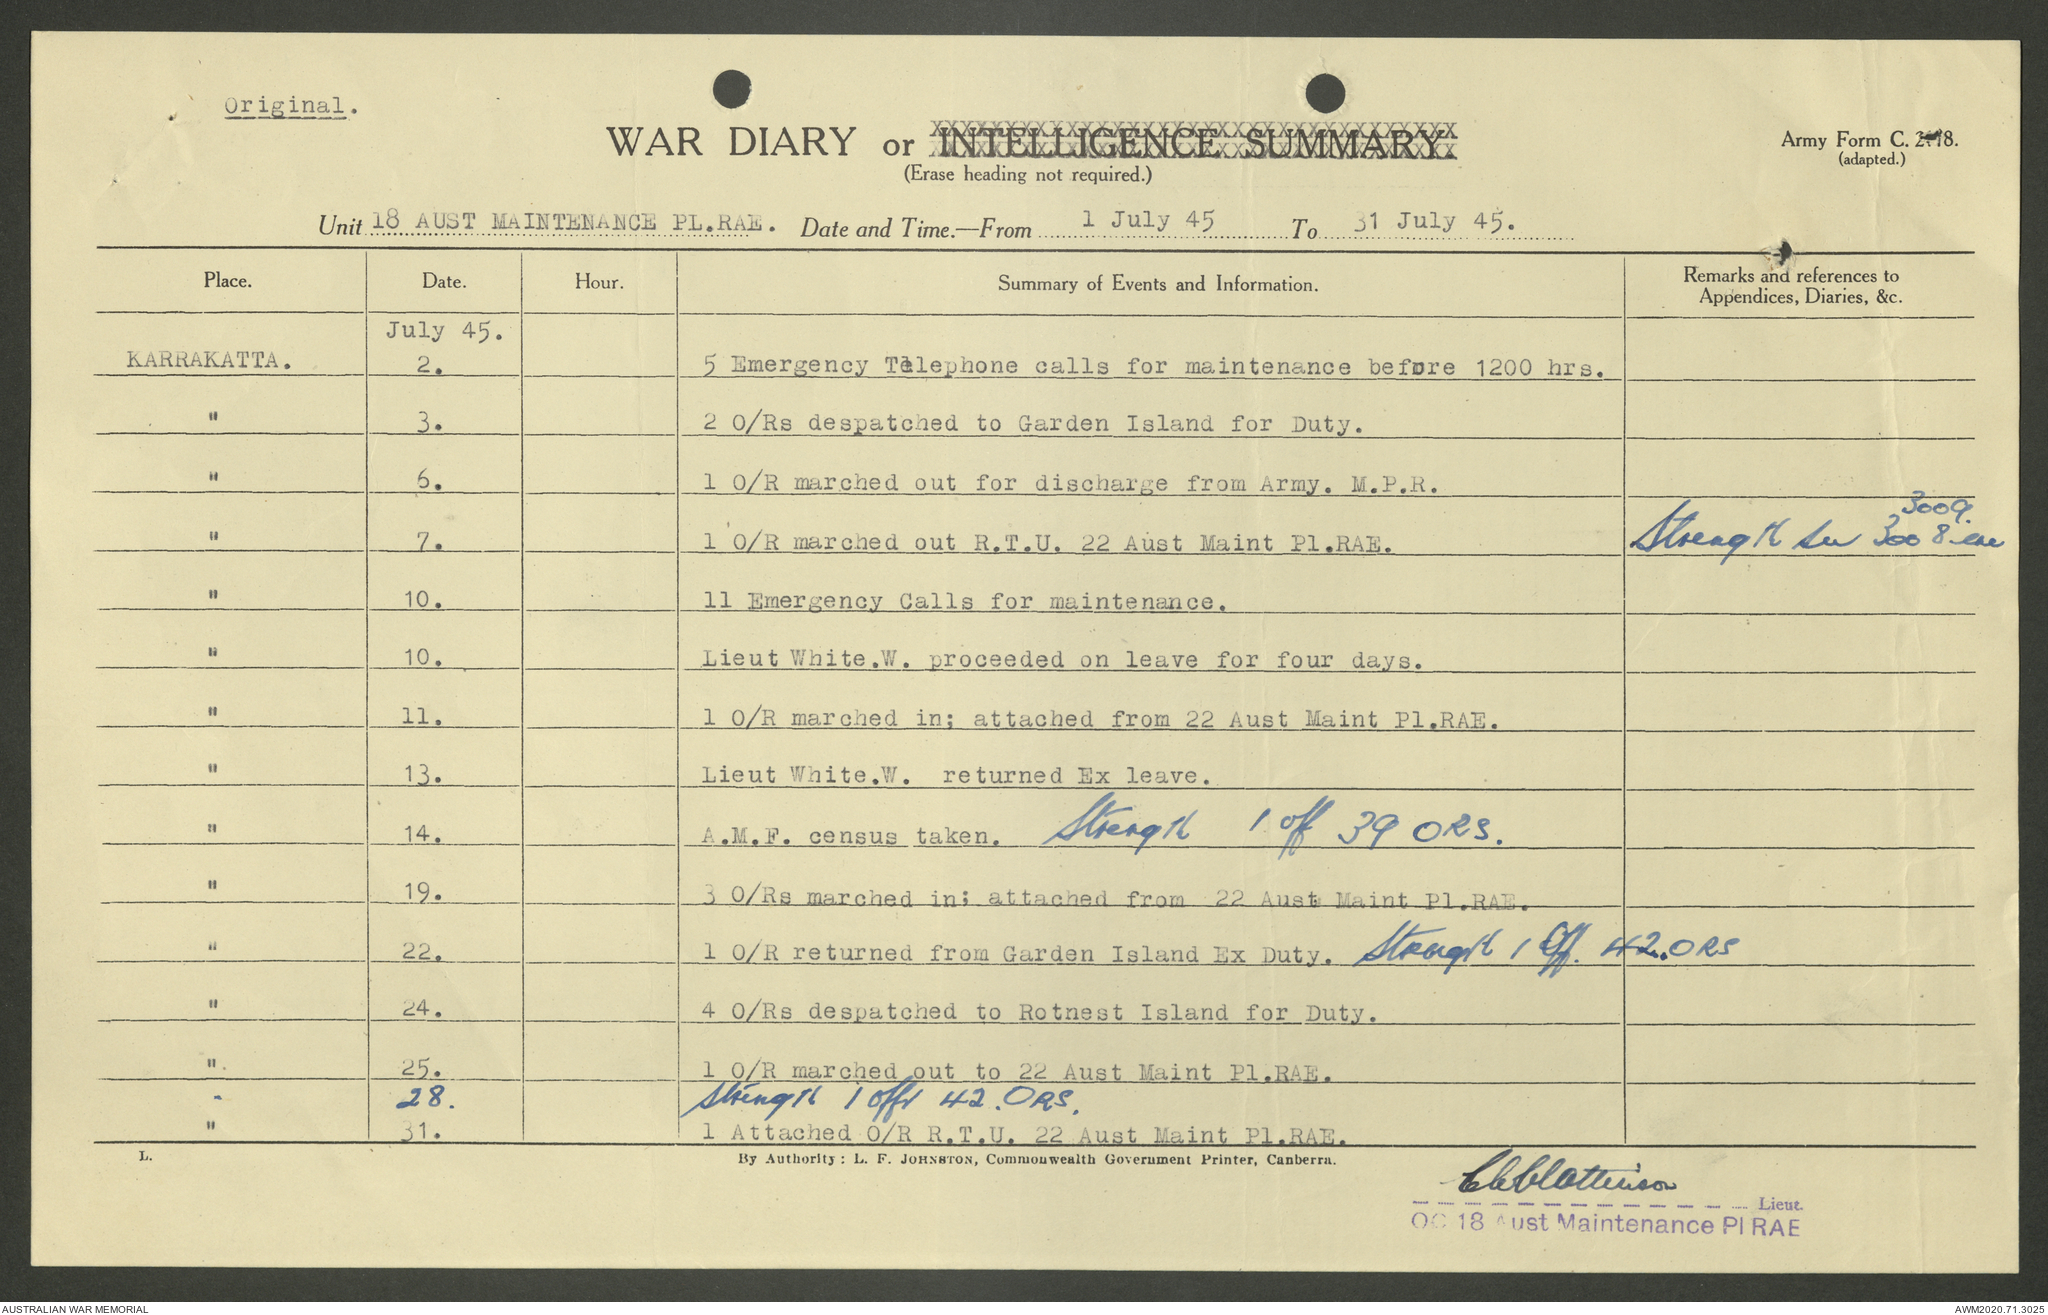 Original.
WAR DIARY or INTELLIGENCE SUMMARY.
(Erase heading not required.)
Army Form C. 2118.
(adapted.)
Unit 18 AUST MAINTENANCE PL.RAE. Date and Time.—From 1 July 45 To 31 July 45.
Place. Date. Hour. Summary of Events and Information. Remarks and references to
Appendices, Diaries, &c.
July 45.
KARRAKATTA. 2. 5 Emergency Telephone calls for maintenance before 1200 hrs.
" 3. 2 O/Rs despatched to Garden Island for Duty.
" 6. 1 O/R marched out for discharge from Army. M.P.R.
3009.
" 7. 1 O/R marched out R.T.U. 22 Aust Maint Pl.RAE. Strength 3008
" 10. 11 Emergency Calls for maintenance.
" 10. Lieut White.W. proceeded on leave for four days.
" 11. 1 O/R marched in; attached from 22 Aust Maint Pl.RAE.
" 13. Lieut White.W. returned Ex leave.
" 14. A.M.F. census taken. Strength 1 off 39 ORS.
" 19. 3 O/Rs marched in; attached from 22 Aust Maint Pl.RAE.
" 22. 1 O/R returned from Garden Island Ex Duty. Strength 1 Off. 42. ORS
" 24. 4 O/Rs despatched to Rotnest Island for Duty.
". 25. 1 O/R marched out to 22 Aust Maint Pl.RAE.
" 28. Strength 1 offr 42. ORS.
" 31. 1 Attached O/R R.T.U. 22 Aust Maint Pl.RAE.
L. By Authority: L. F. JOHNSTON, Commonwealth Government Printer, Canberra.
Lieut.
OC 18 Aust Maintenance Pl RAE
AUSTRALIAN WAR MEMORIAL AWM2020.71.3025